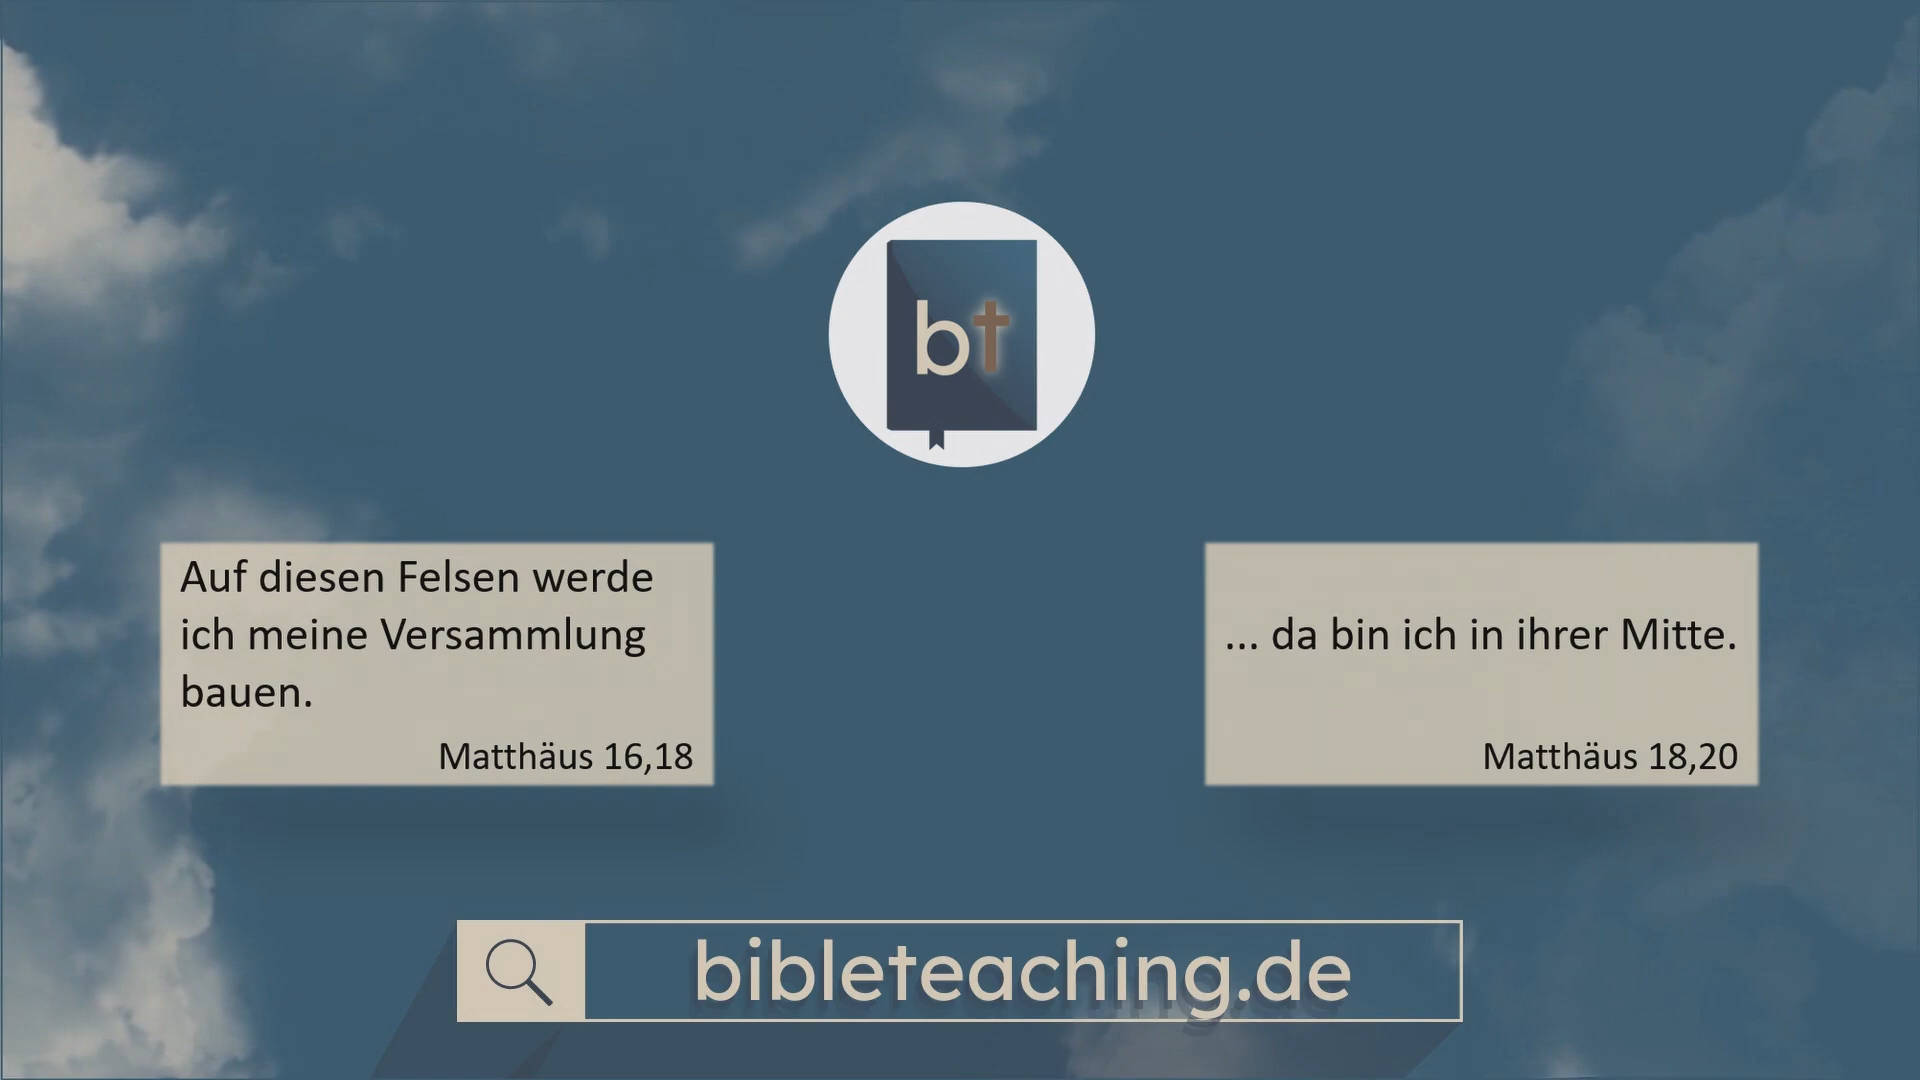 bt
Auf diesen Felsen werde
ich meine Versammlung
bauen.
Matthäus 16,18
... da bin ich in ihrer Mitte.
Matthäus 18,20
bibleteaching.de